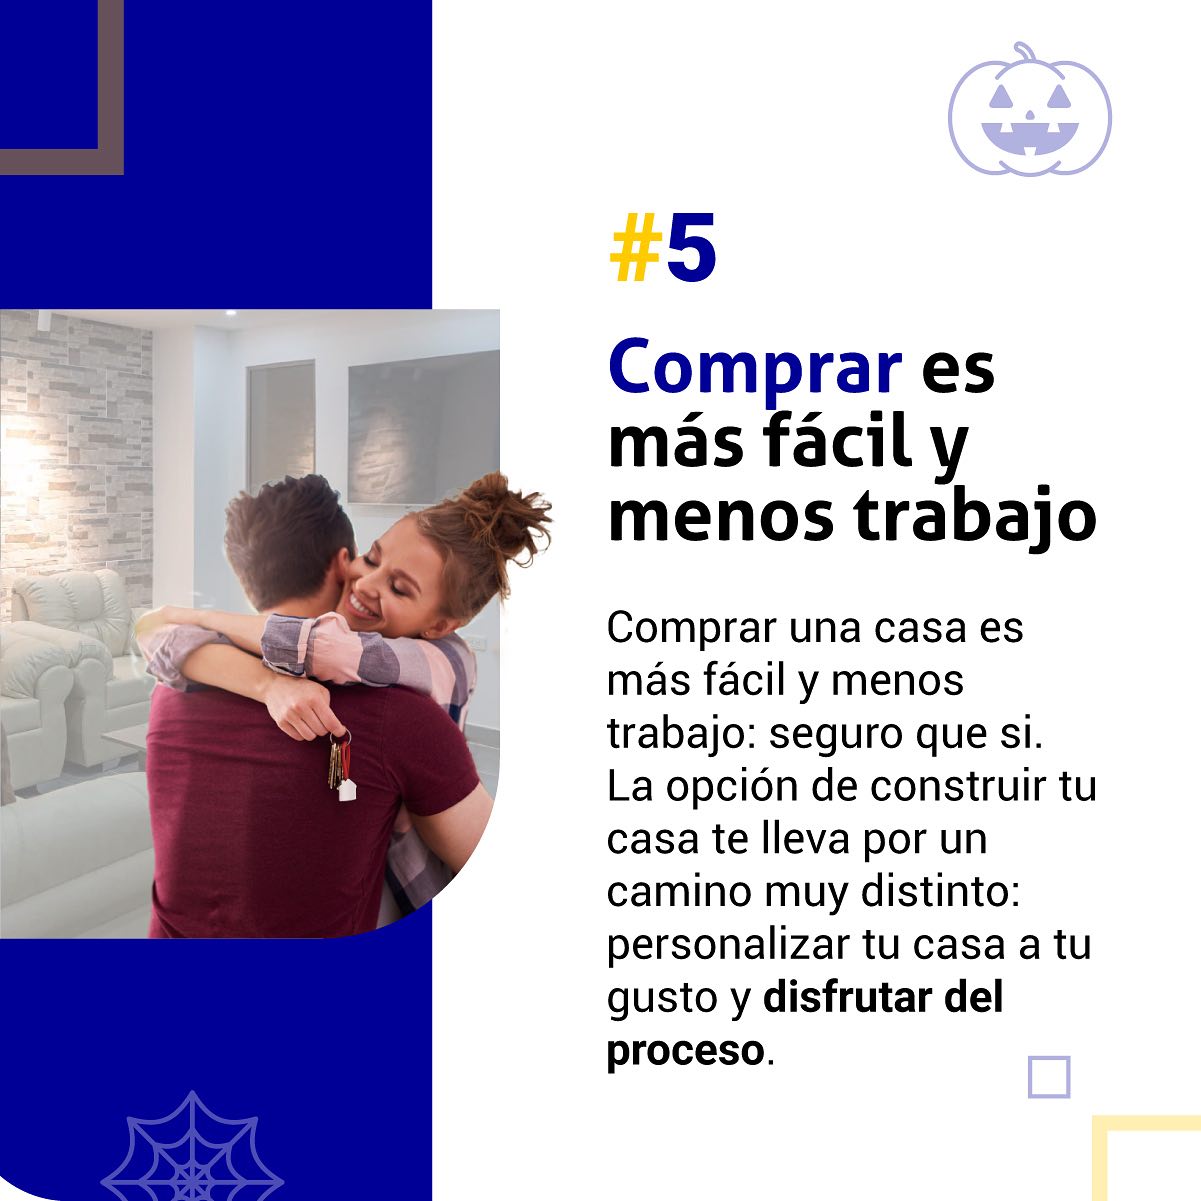 #5
Comprar es
más fácil y
menos trabajo
Comprar una casa es
más fácil y menos
trabajo: seguro que si.
La opción de construir tu
casa te lleva por un
camino muy distinto:
personalizar tu casa a tu
gusto y disfrutar del
proceso.